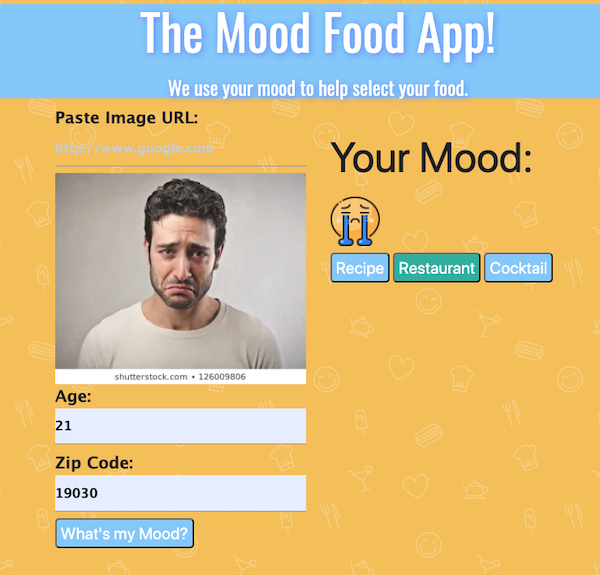 The Mood Food App!
We use your mood to help select your food.
Paste Image URL:
http://www.google.com
Your Mood:
Recipe
Restaurant
Cocktail
shutterstock.com • 126009806
Age:
21
Zip Code:
19030
What's my Mood?